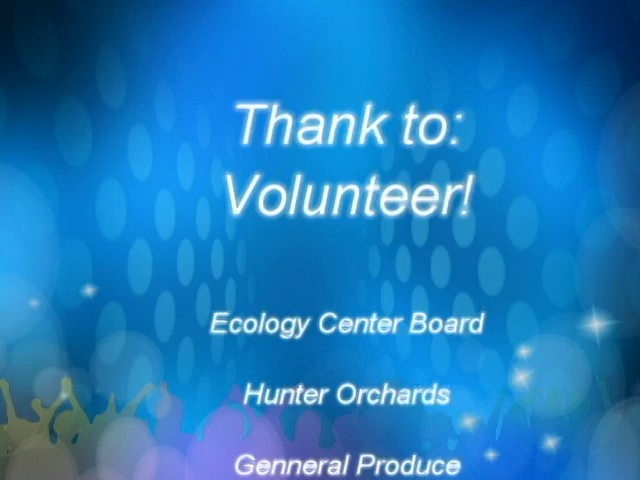 Thank to:
Volunteer!
Ecology Center Board
Hunter Orchards
Genneral Produce